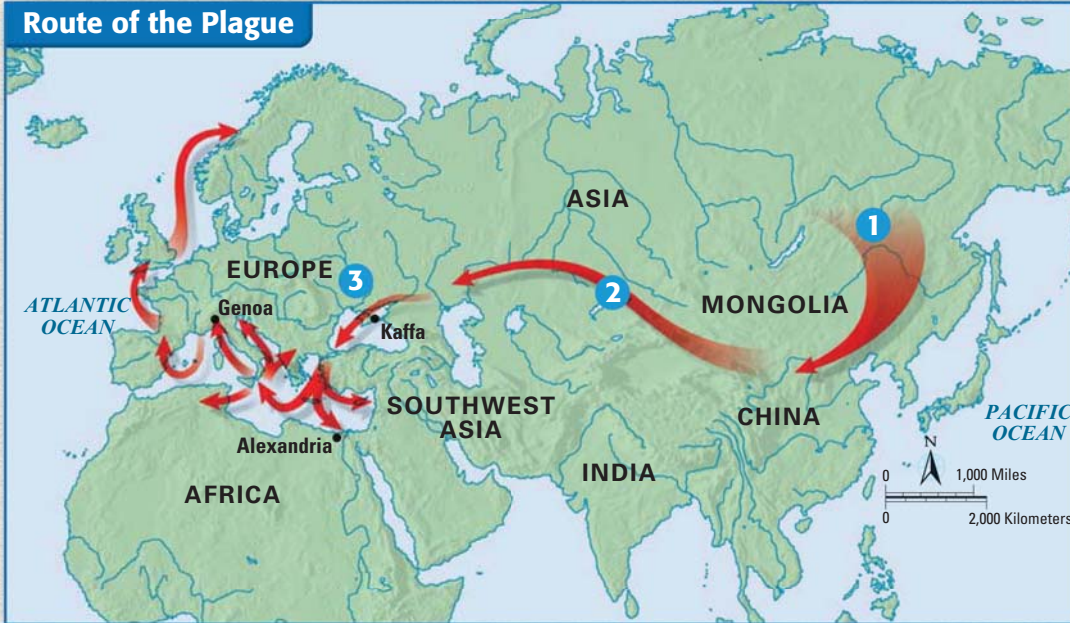 Route of the Plague
ASIA
1
EUROPE
3
2
MONGOLIA
ATLANTIC
OCEAN
Genoa
Kaffa
SOUTHWEST
ASIA
CHINA
PACIFIC
OCEAN
Alexandria
INDIA
N
0 1,000 Miles
AFRICA
0 2,000 Kilometers